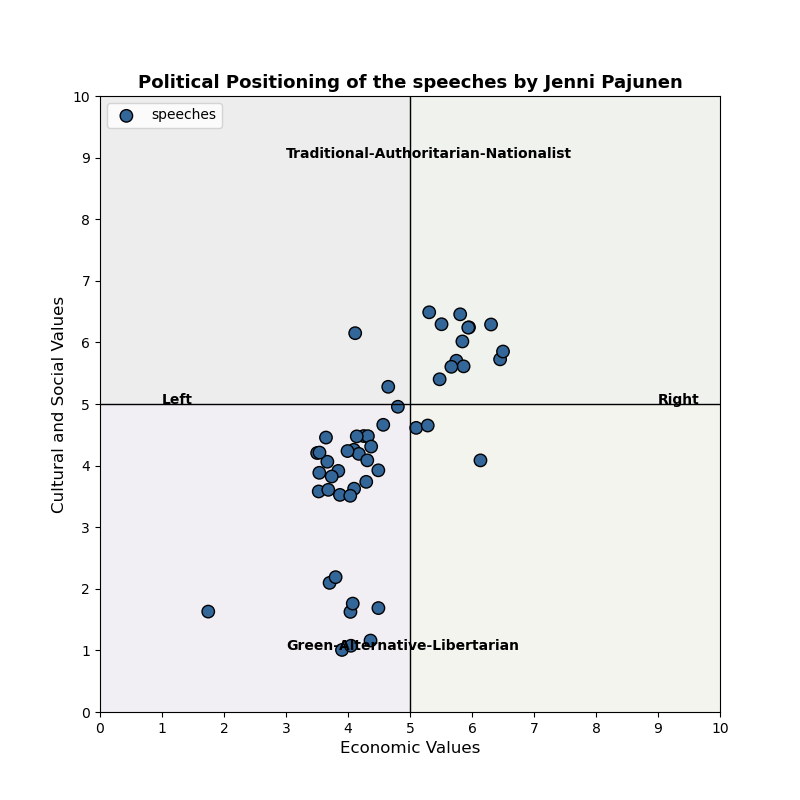 Political Positioning of the speeches by Jenni Pajunen
10
speeches
9
Traditional-Authoritarian-Nationalist
8
7
6
5
Left
Right
4
3
2
1
Green-Alternative-Libertarian
0
Cultural and Social Values
0 1 2 3 4 5 6 7 8 9 10
Economic Values